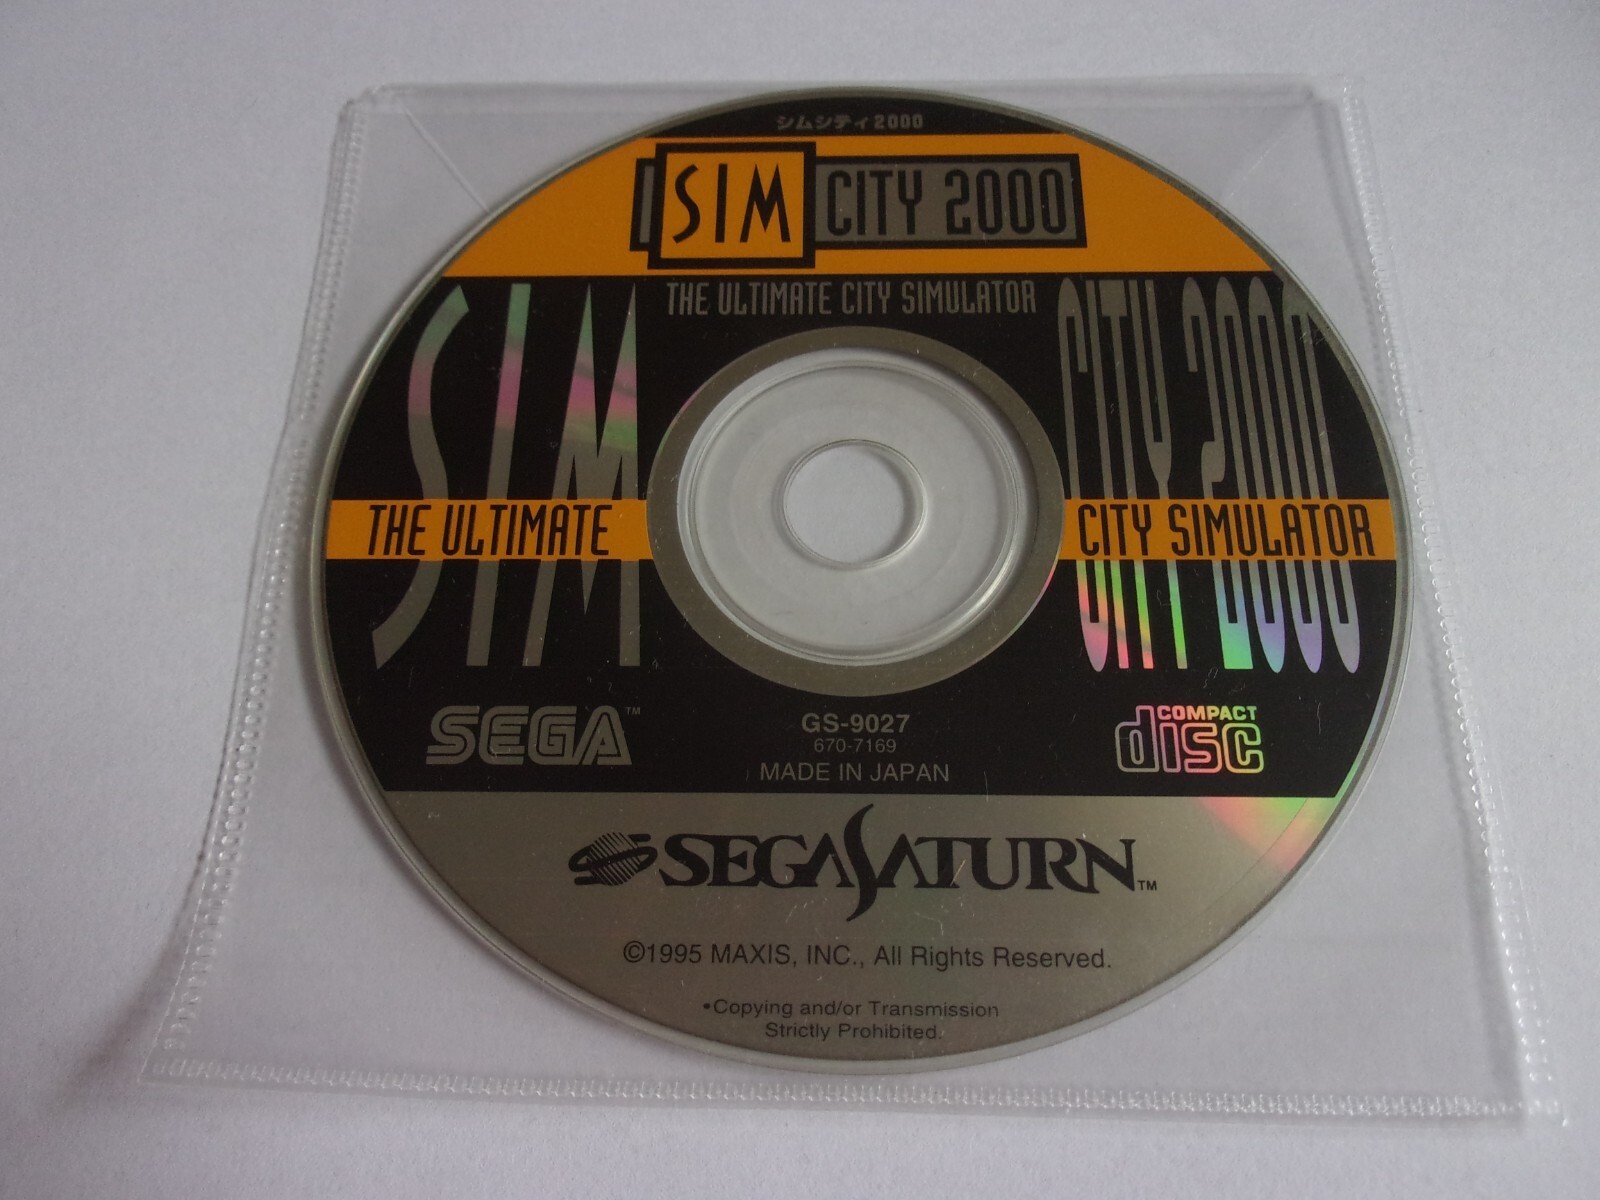 シムシティ2000
SIM CITY 2000
THE ULTIMATE CITY SIMULATOR
SIM CITY 2000
THE ULTIMATE CITY SIMULATOR
SEGA™
GS-9027
670-7169
MADE IN JAPAN
COMPACT
disc
SEGA SATURN™
©1995 MAXIS, INC., All Rights Reserved.
•Copying and/or Transmission
Strictly Prohibited.